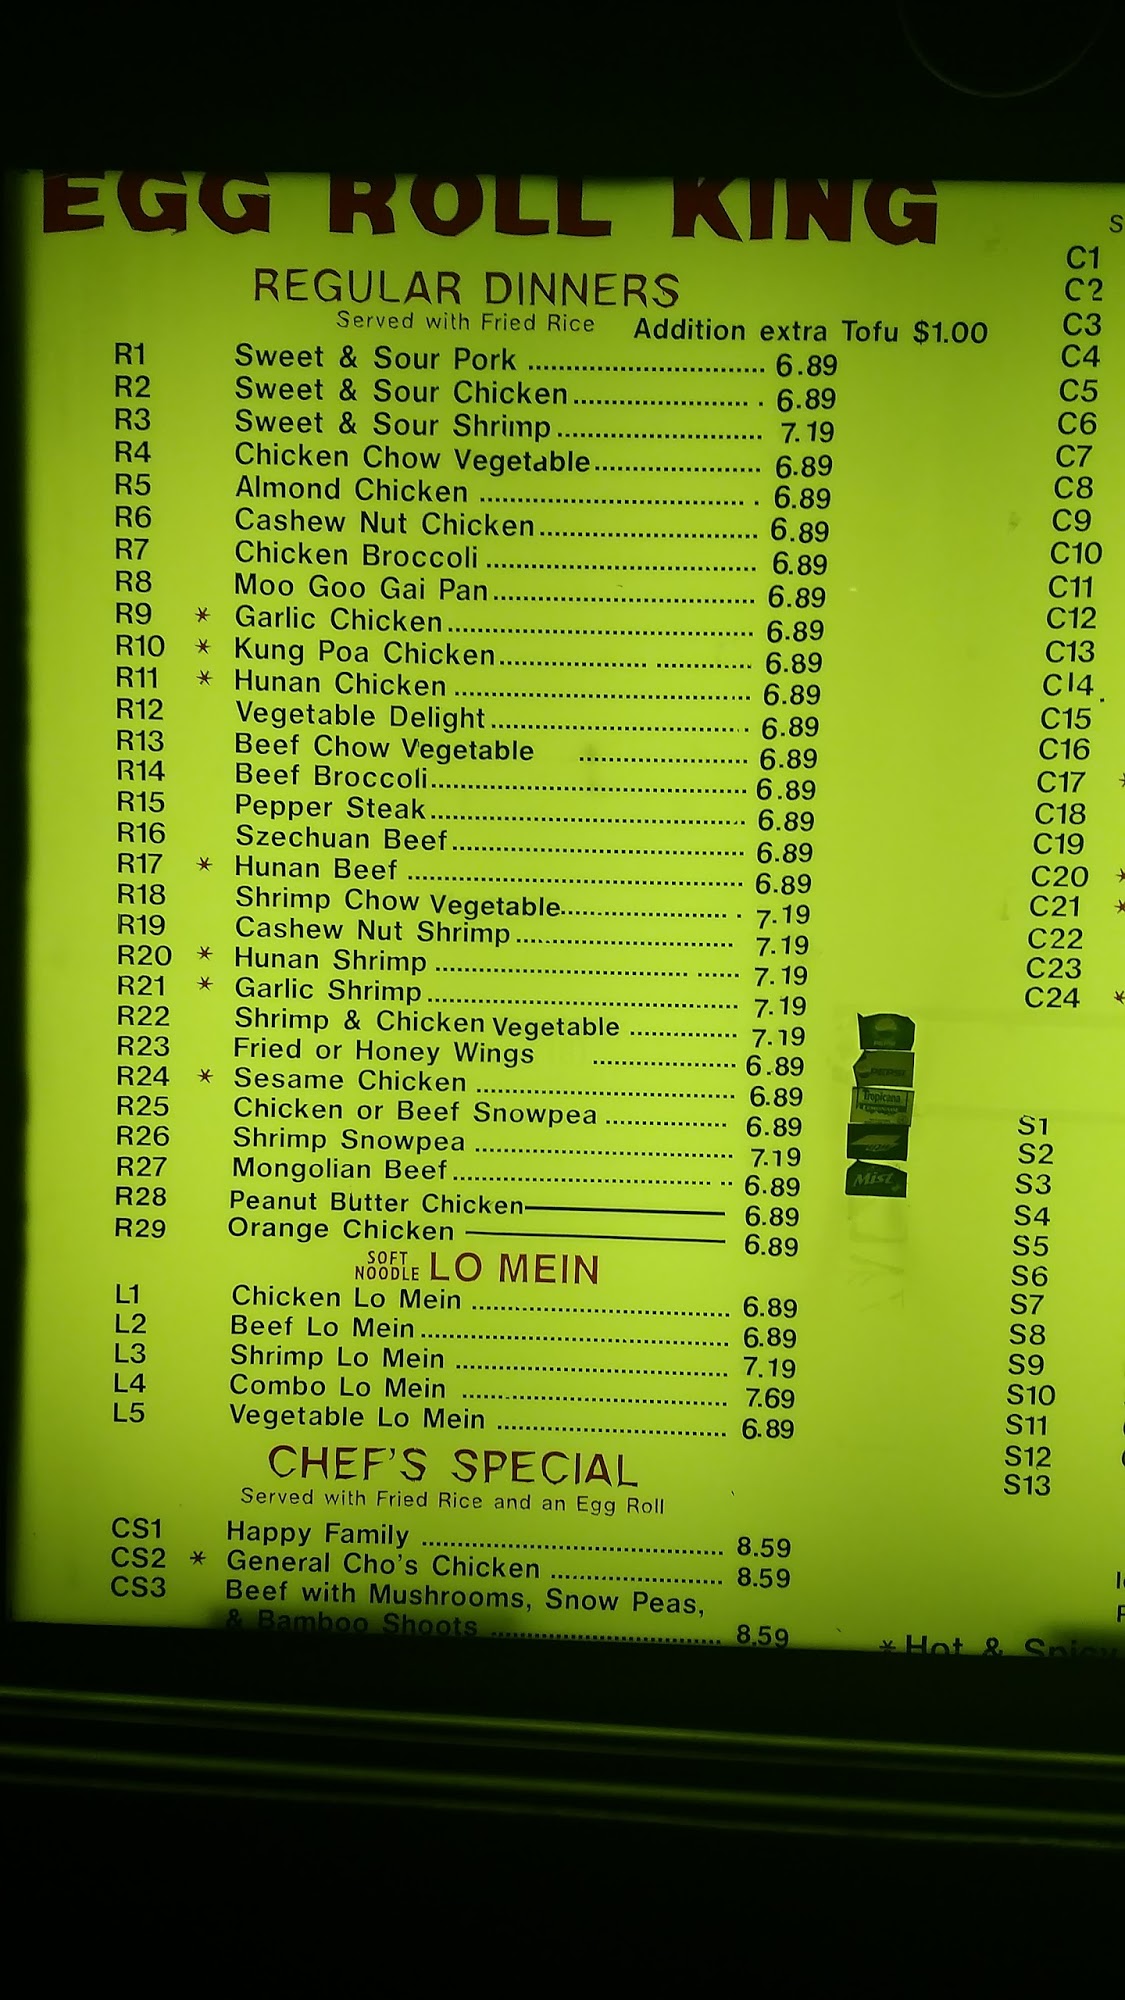 EGG ROLL KING
REGULAR DINNERS
Served with Fried Rice Addition extra Tofu $1.00
R1 Sweet & Sour Pork 6.89
R2 Sweet & Sour Chicken 6.89
R3 Sweet & Sour Shrimp 7.19
R4 Chicken Chow Vegetable 6.89
R5 Almond Chicken 6.89
R6 Cashew Nut Chicken 6.89
R7 Chicken Broccoli 6.89
R8 Moo Goo Gai Pan 6.89
R9 * Garlic Chicken 6.89
R10 * Kung Poa Chicken 6.89
R11 * Hunan Chicken 6.89
R12 Vegetable Delight 6.89
R13 Beef Chow Vegetable 6.89
R14 Beef Broccoli 6.89
R15 Pepper Steak 6.89
R16 Szechuan Beef 6.89
R17 * Hunan Beef 6.89
R18 Shrimp Chow Vegetable 7.19
R19 Cashew Nut Shrimp 7.19
R20 * Hunan Shrimp 7.19
R21 * Garlic Shrimp 7.19
R22 Shrimp & Chicken Vegetable 7.19
R23 Fried or Honey Wings 6.89
R24 * Sesame Chicken 6.89
R25 Chicken or Beef Snowpea 6.89
R26 Shrimp Snowpea 7.19
R27 Mongolian Beef 6.89
R28 Peanut Butter Chicken 6.89
R29 Orange Chicken 6.89
SOFT NOODLE LO MEIN
L1 Chicken Lo Mein 6.89
L2 Beef Lo Mein 6.89
L3 Shrimp Lo Mein 7.19
L4 Combo Lo Mein 7.69
L5 Vegetable Lo Mein 6.89
CHEF'S SPECIAL
Served with Fried Rice and an Egg Roll
CS1 Happy Family 8.59
CS2 * General Cho's Chicken 8.59
CS3 Beef with Mushrooms, Snow Peas,
& Bamboo Shoots 8.59
Tropicana
Mist
C1
C2
C3
C4
C5
C6
C7
C8
C9
C10
C11
C12
C13
C14
C15
C16
C17 *
C18
C19
C20 *
C21 *
C22
C23
C24 *
S1
S2
S3
S4
S5
S6
S7
S8
S9
S10
S11
S12
S13
* Hot & Spicy